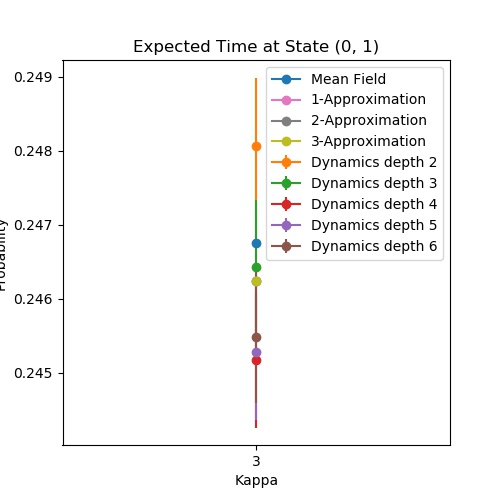 Expected Time at State (0, 1)
0.249
0.248
0.247
0.246
0.245
Probability
Mean Field
1-Approximation
2-Approximation
3-Approximation
Dynamics depth 2
Dynamics depth 3
Dynamics depth 4
Dynamics depth 5
Dynamics depth 6
3
Kappa